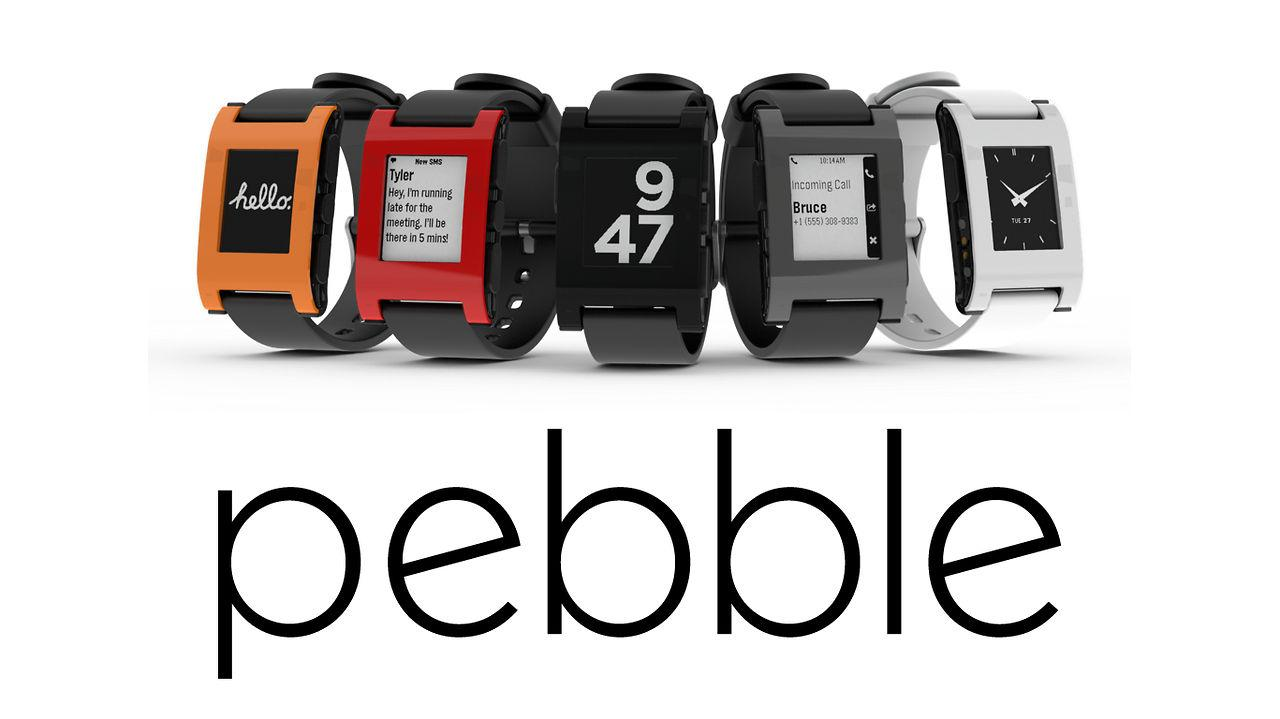 hello.
New SMS
Tyler
Hey, I'm running
late for the
meeting. I'll be
there in 5 mins!
9
47
10:14 AM
Incoming Call
Bruce
+1 (555) 308-9383
TUE 27
pebble